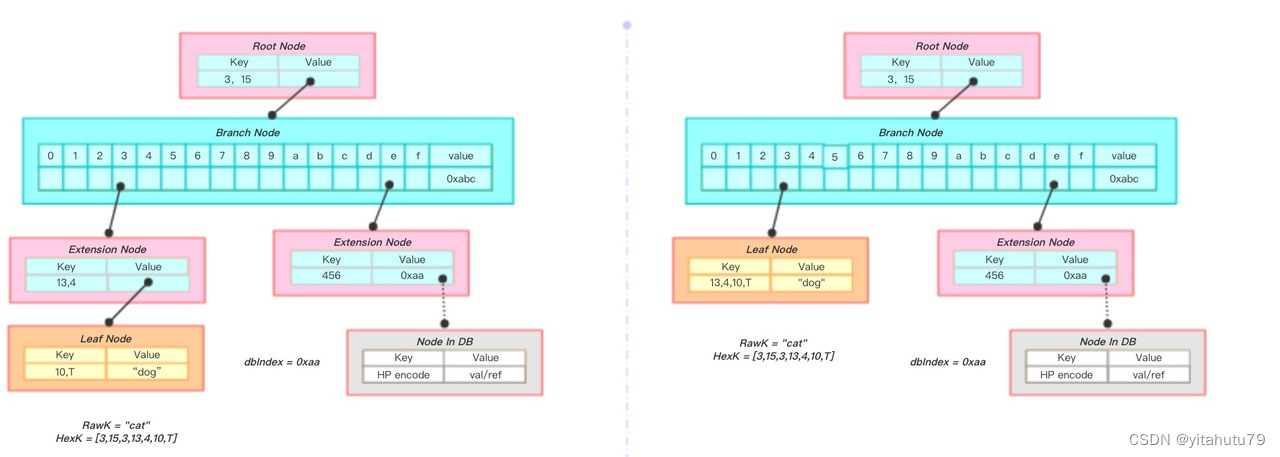 Root Node
Key Value
3, 15
Branch Node
0 1 2 3 4 5 6 7 8 9 a b c d e f value
0xabc
Extension Node
Key Value
13,4
Extension Node
Key Value
456 0xaa
Leaf Node
Key Value
10,T “dog”
dbIndex = 0xaa
Node In DB
Key Value
HP encode val/ref
RawK = "cat"
HexK = [3,15,3,13,4,10,T]
Root Node
Key Value
3, 15
Branch Node
0 1 2 3 4 5 6 7 8 9 a b c d e f value
0xabc
Leaf Node
Key Value
13,4,10,T “dog”
Extension Node
Key Value
456 0xaa
RawK = "cat"
HexK = [3,15,3,13,4,10,T]
dbIndex = 0xaa
Node In DB
Key Value
HP encode val/ref
CSDN @yitahutu79